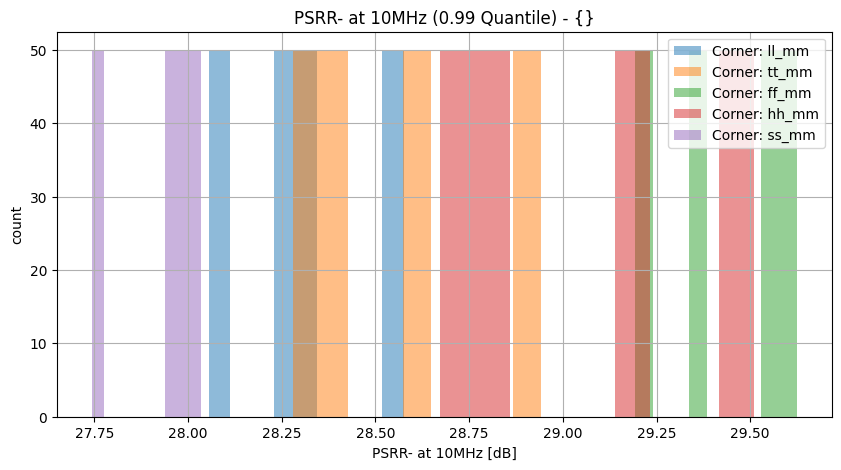 PSRR- at 10MHz (0.99 Quantile) - {}
50
40
30
20
10
0
count
Corner: ll_mm
Corner: tt_mm
Corner: ff_mm
Corner: hh_mm
Corner: ss_mm
27.75 28.00 28.25 28.50 28.75 29.00 29.25 29.50
PSRR- at 10MHz [dB]